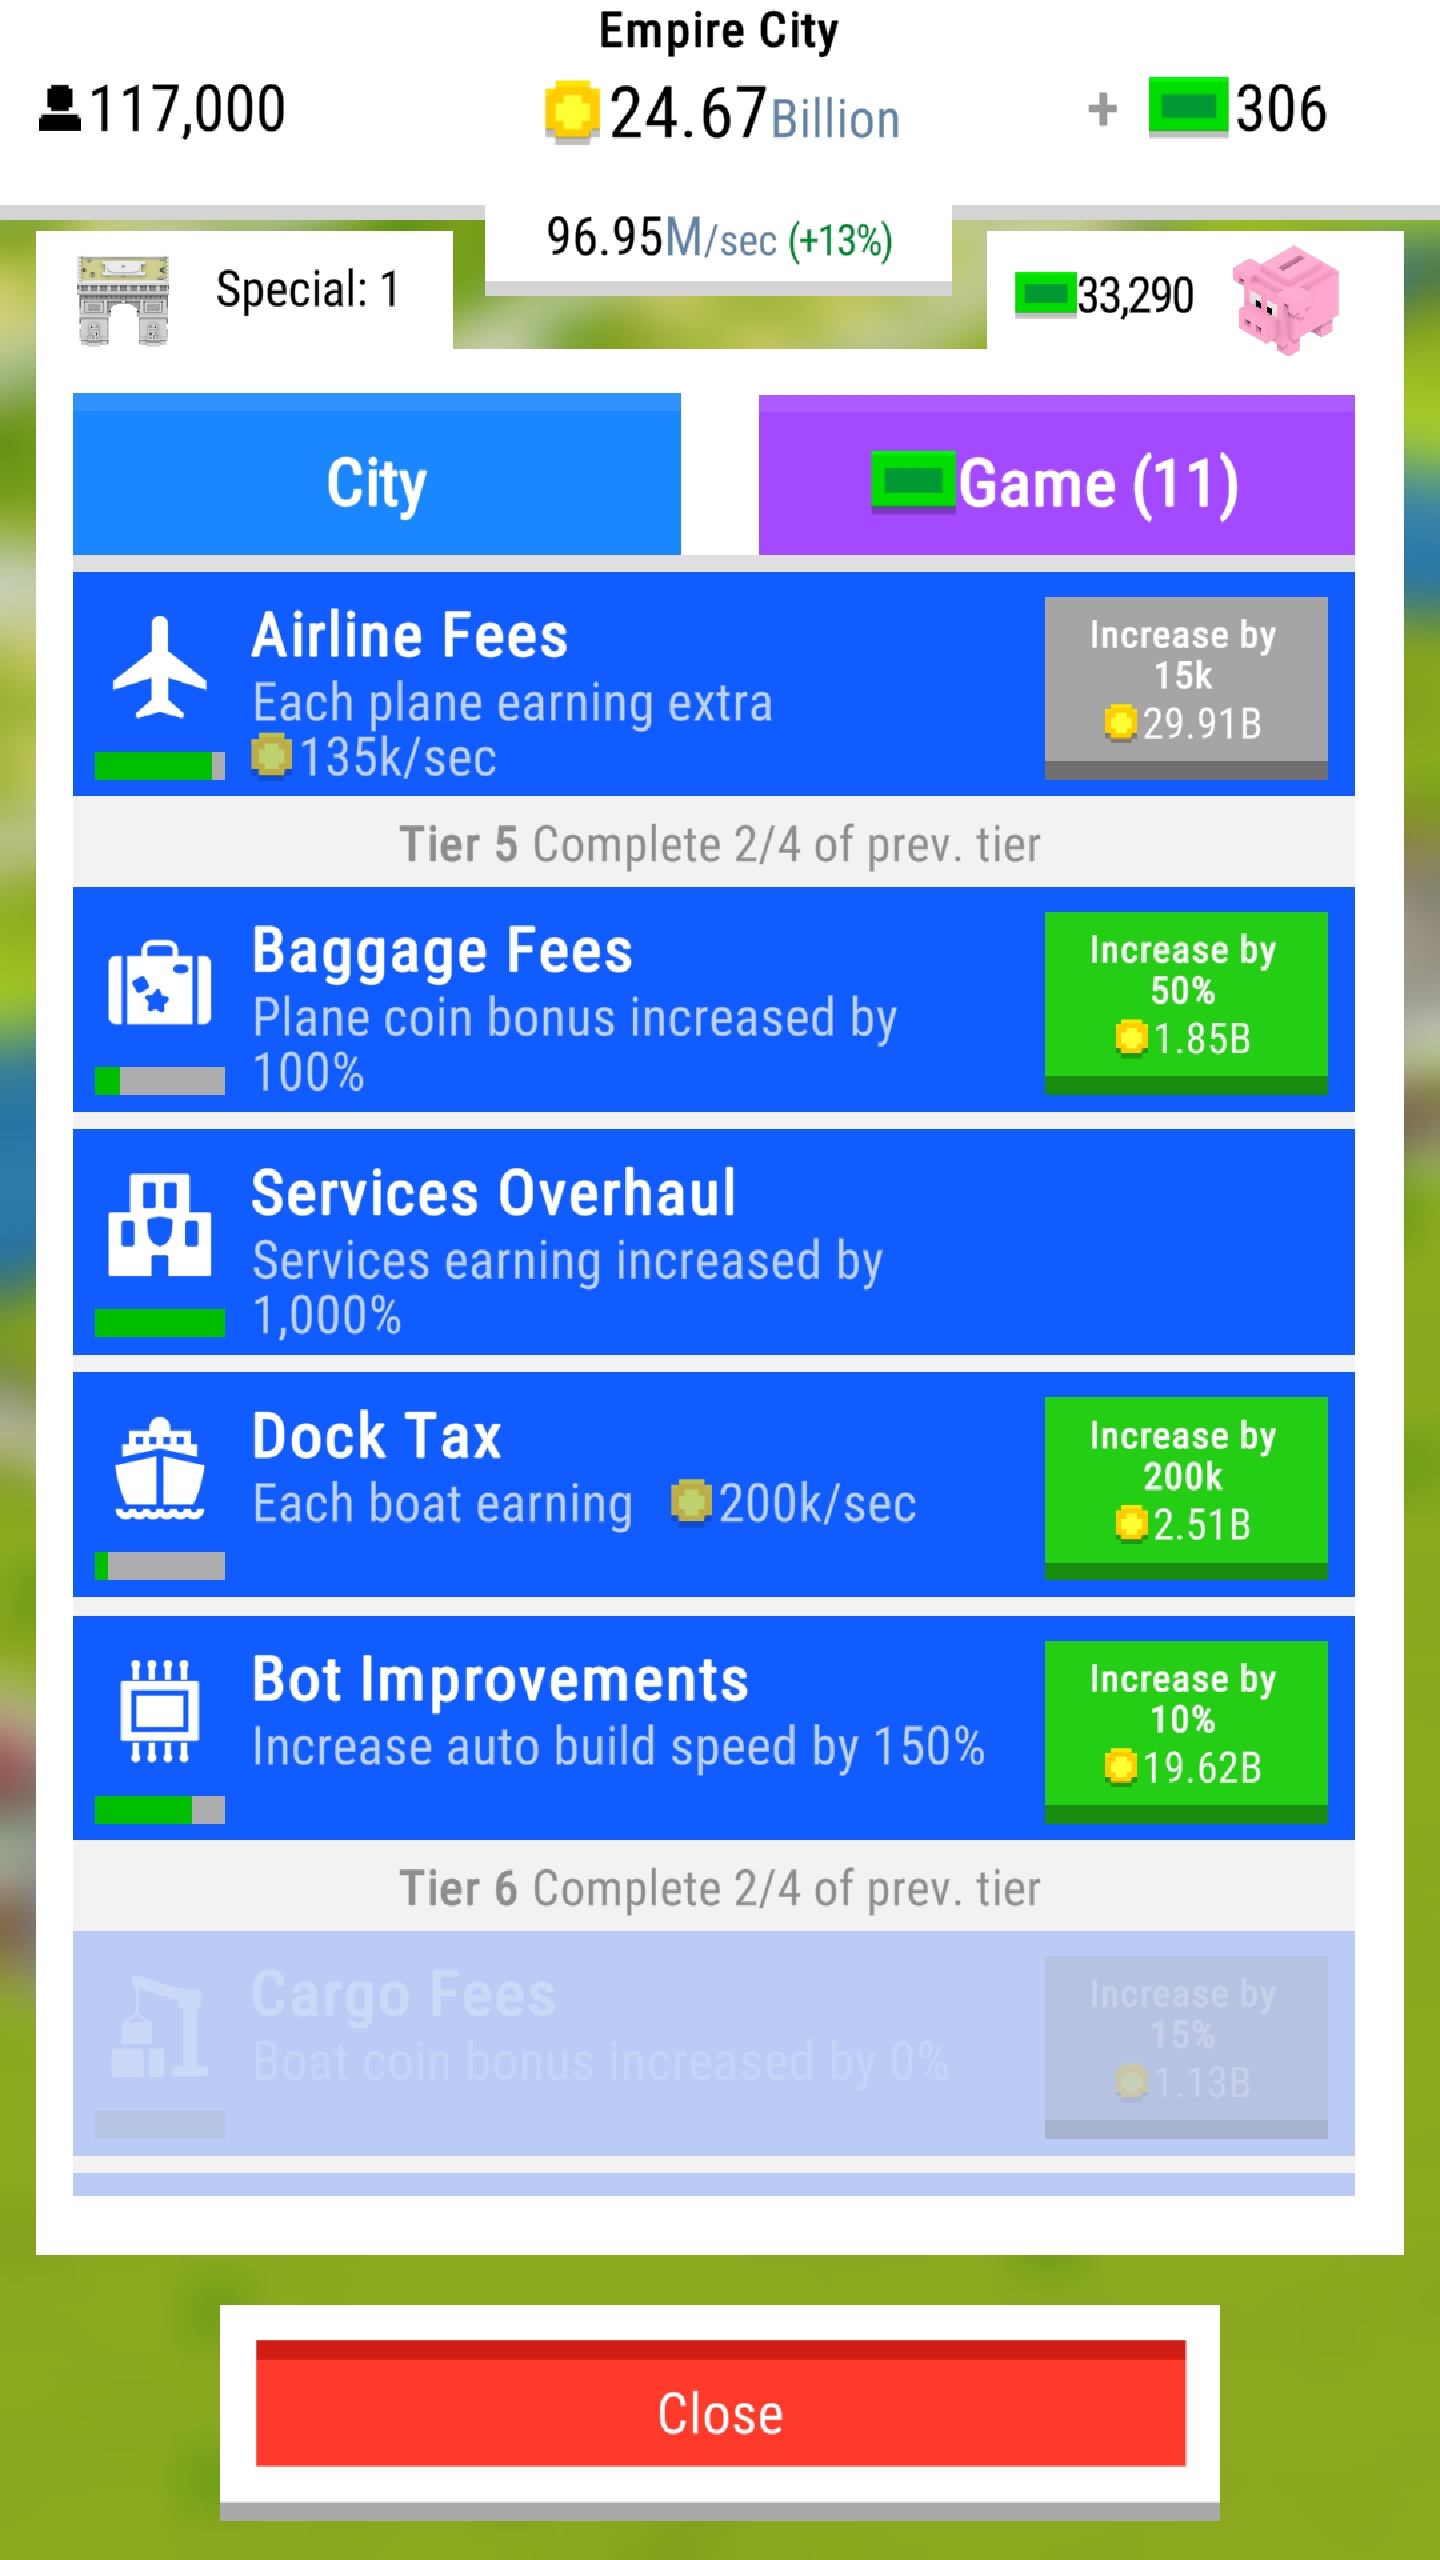 Empire City
117,000
24.67Billion
+ 306
96.95M/sec (+13%)
Special: 1
33,290
City
Game (11)
Airline Fees
Each plane earning extra
135k/sec
Increase by
15k
29.91B
Tier 5 Complete 2/4 of prev. tier
Baggage Fees
Plane coin bonus increased by
100%
Increase by
50%
1.85B
Services Overhaul
Services earning increased by
1,000%
Dock Tax
Each boat earning 200k/sec
Increase by
200k
2.51B
Bot Improvements
Increase auto build speed by 150%
Increase by
10%
19.62B
Tier 6 Complete 2/4 of prev. tier
Cargo Fees
Boat coin bonus increased by 0%
Increase by
15%
1.13B
Close